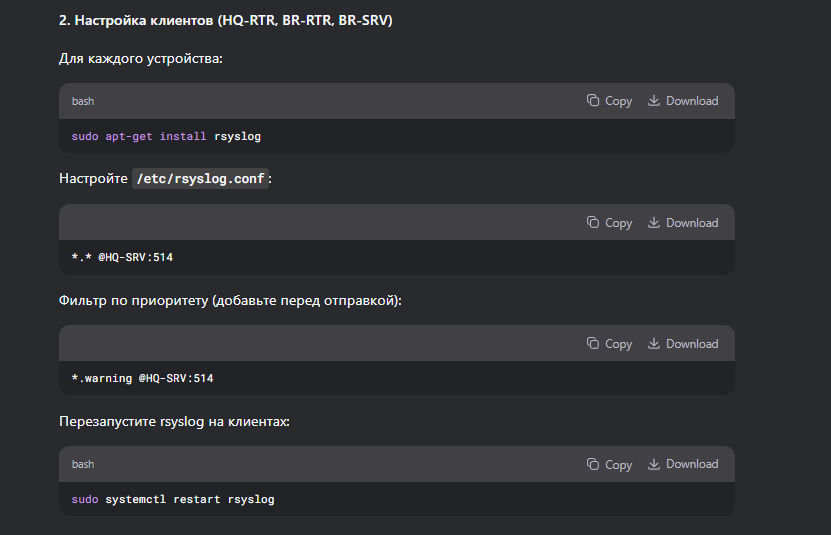 2. Настройка клиентов (HQ-RTR, BR-RTR, BR-SRV)
Для каждого устройства:
bash Copy Download
sudo apt-get install rsyslog
Настройте /etc/rsyslog.conf:
Copy Download
*.* @HQ-SRV:514
Фильтр по приоритету (добавьте перед отправкой):
Copy Download
*.warning @HQ-SRV:514
Перезапустите rsyslog на клиентах:
bash Copy Download
sudo systemctl restart rsyslog